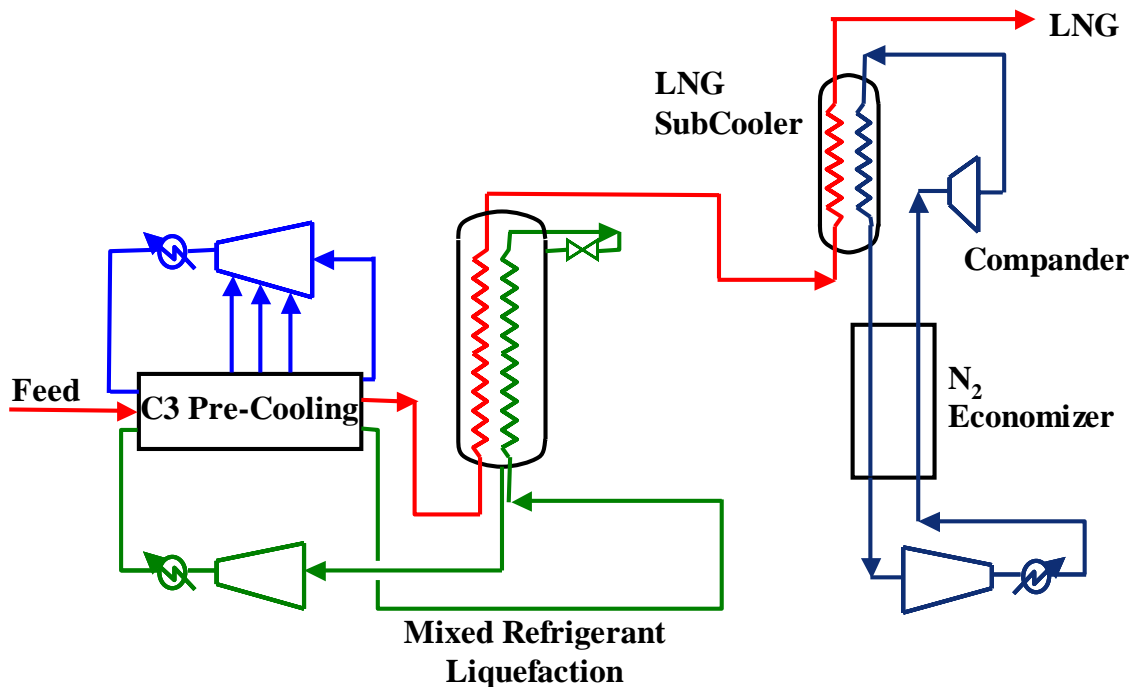 LNG
LNG
SubCooler
Compander
Feed
C3 Pre-Cooling
N₂
Economizer
Mixed Refrigerant
Liquefaction